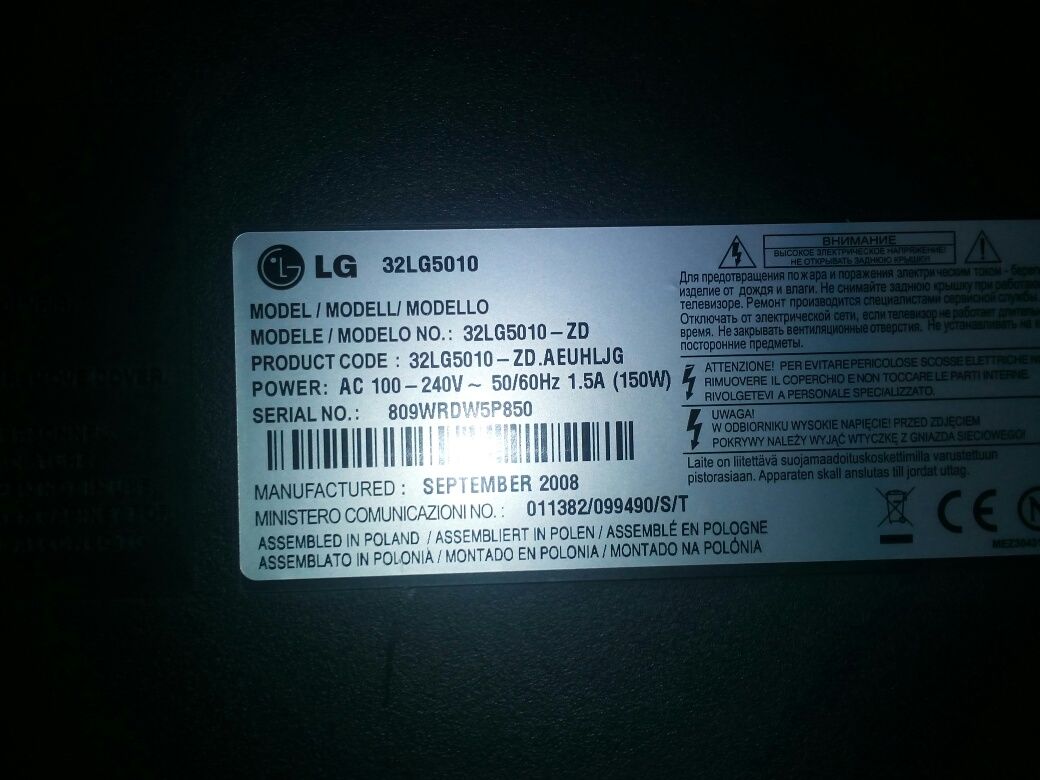 LG 32LG5010
MODEL / MODELL/ MODELLO
MODELE / MODELO NO.: 32LG5010-ZD
PRODUCT CODE : 32LG5010-ZD.AEUHLJG
POWER: AC 100-240V~ 50/60Hz 1.5A (150W)
SERIAL NO.: 809WRDW5P850
MANUFACTURED : SEPTEMBER 2008
MINISTERO COMUNICAZIONI NO.: 011382/099490/S/T
ASSEMBLED IN POLAND / ASSEMBLIERT IN POLEN / ASSEMBLÉ EN POLOGNE
ASSEMBLATO IN POLONIA / MONTADO EN POLONIA / MONTADO NA POLÔNIA
ВНИМАНИЕ
ВЫСОКОЕ ЭЛЕКТРИЧЕСКОЕ НАПРЯЖЕНИЕ!
НЕ ОТКРЫВАТЬ ЗАДНЮЮ КРЫШКУ!
Для предотвращения пожара и поражения электрическим током - береги
изделие от дождя и влаги. Не снимайте заднюю крышку при работаю
телевизоре. Ремонт производится специалистами сервисной службы.
Отключать от электрической сети, если телевизор не работает длитель
время. Не закрывать вентиляционные отверстия. Не устанавливать на н
посторонние предметы.
ATTENZIONE! PER EVITARE PERICOLOSE SCOSSE ELETTRICHE N
RIMUOVERE IL COPERCHIO E NON TOCCARE LE PARTI INTERNE.
RIVOLGETEVI A PERSONALE SPECIALIZZATO.
UWAGA!
W ODBIORNIKU WYSOKIE NAPIĘCIE! PRZED ZDJĘCIEM
POKRYWY NALEŻY WYJĄĆ WTYCZKĘ Z GNIAZDA SIECIOWEGO!
Laite on liitettävä suojamaadoituskoskettimilla varustettuun
pistorasiaan. Apparaten skall anslutas till jordat uttag.
CE